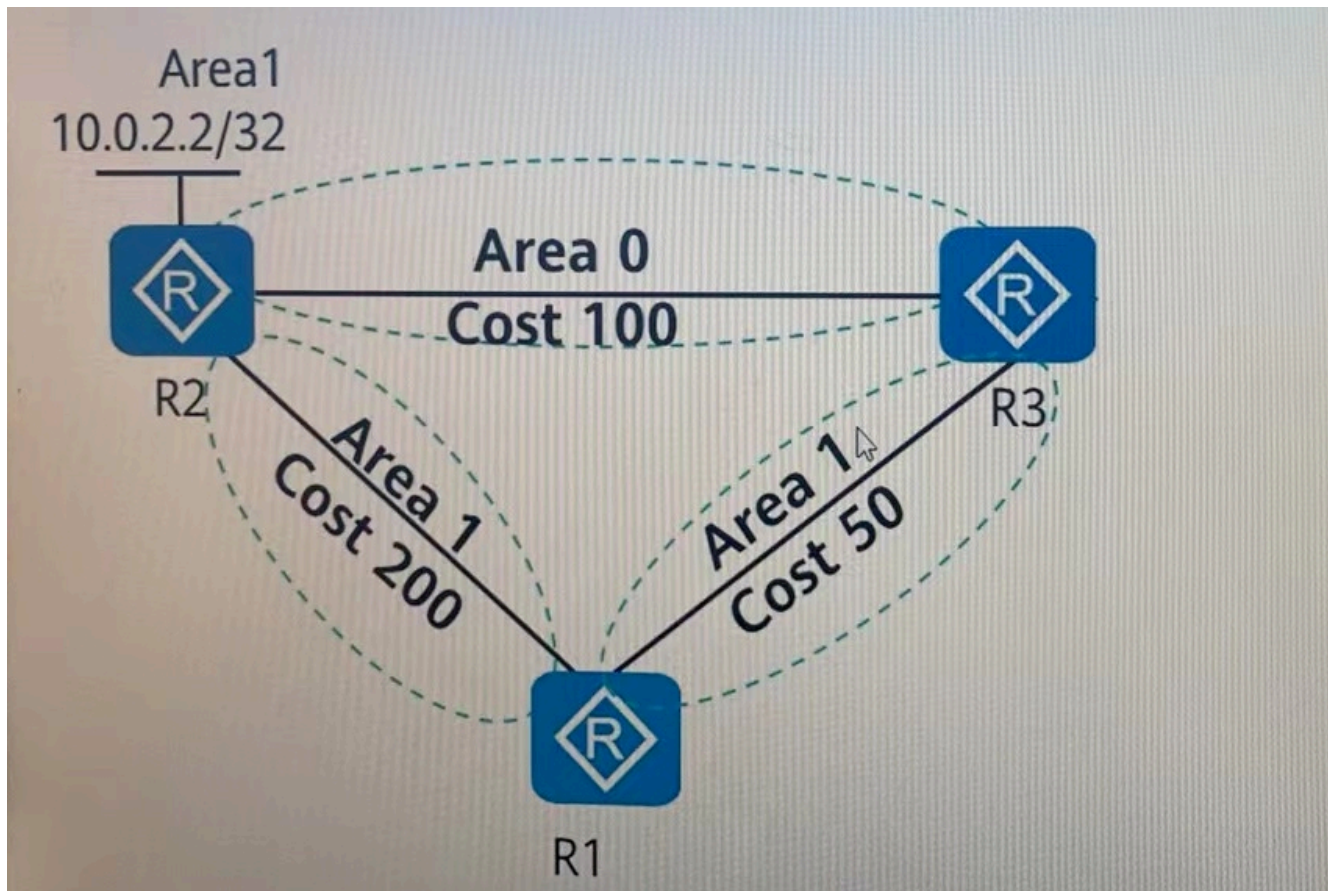 Area1
10.0.2.2/32
R
Area 0
Cost 100
R
R2
R3
Area 1
Cost 200
Area 1
Cost 50
R
R1